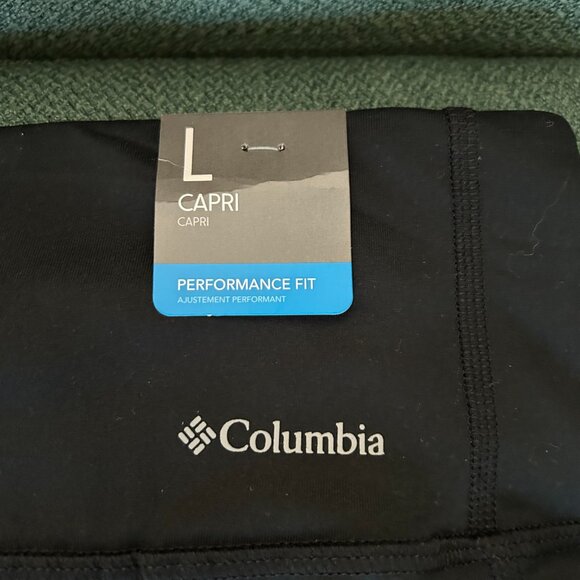 L
CAPRI
CAPRI
PERFORMANCE FIT
AJUSTEMENT PERFORMANT
Columbia